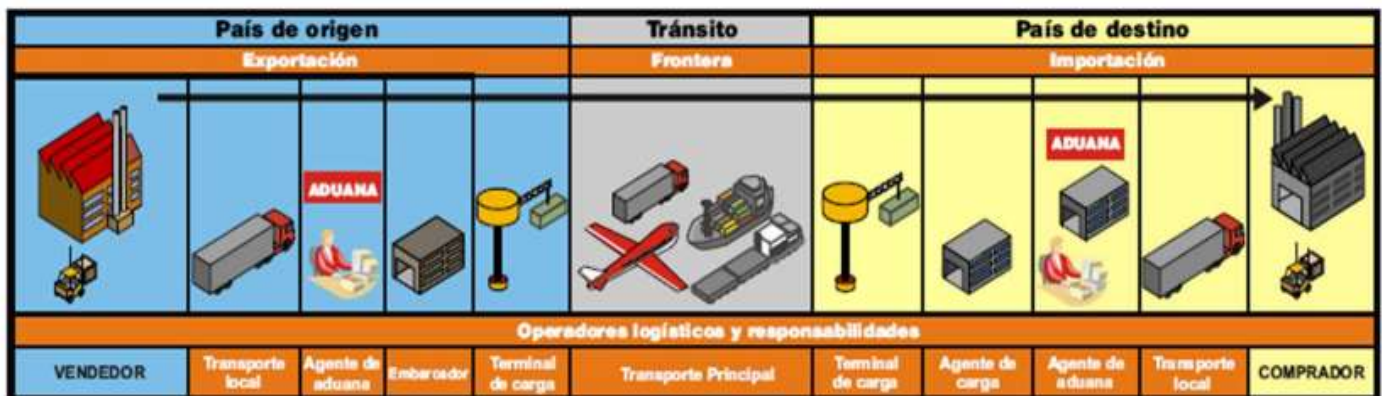 País de origen
Tránsito
País de destino
Exportación
Frontera
Importación
ADUANA
ADUANA
Operadores logísticos y responsabilidades
VENDEDOR
Transporte
local
Agente de
aduana
Embarcador
Terminal
de carga
Transporte Principal
Terminal
de carga
Agente de
carga
Agente de
aduana
Transporte
local
COMPRADOR